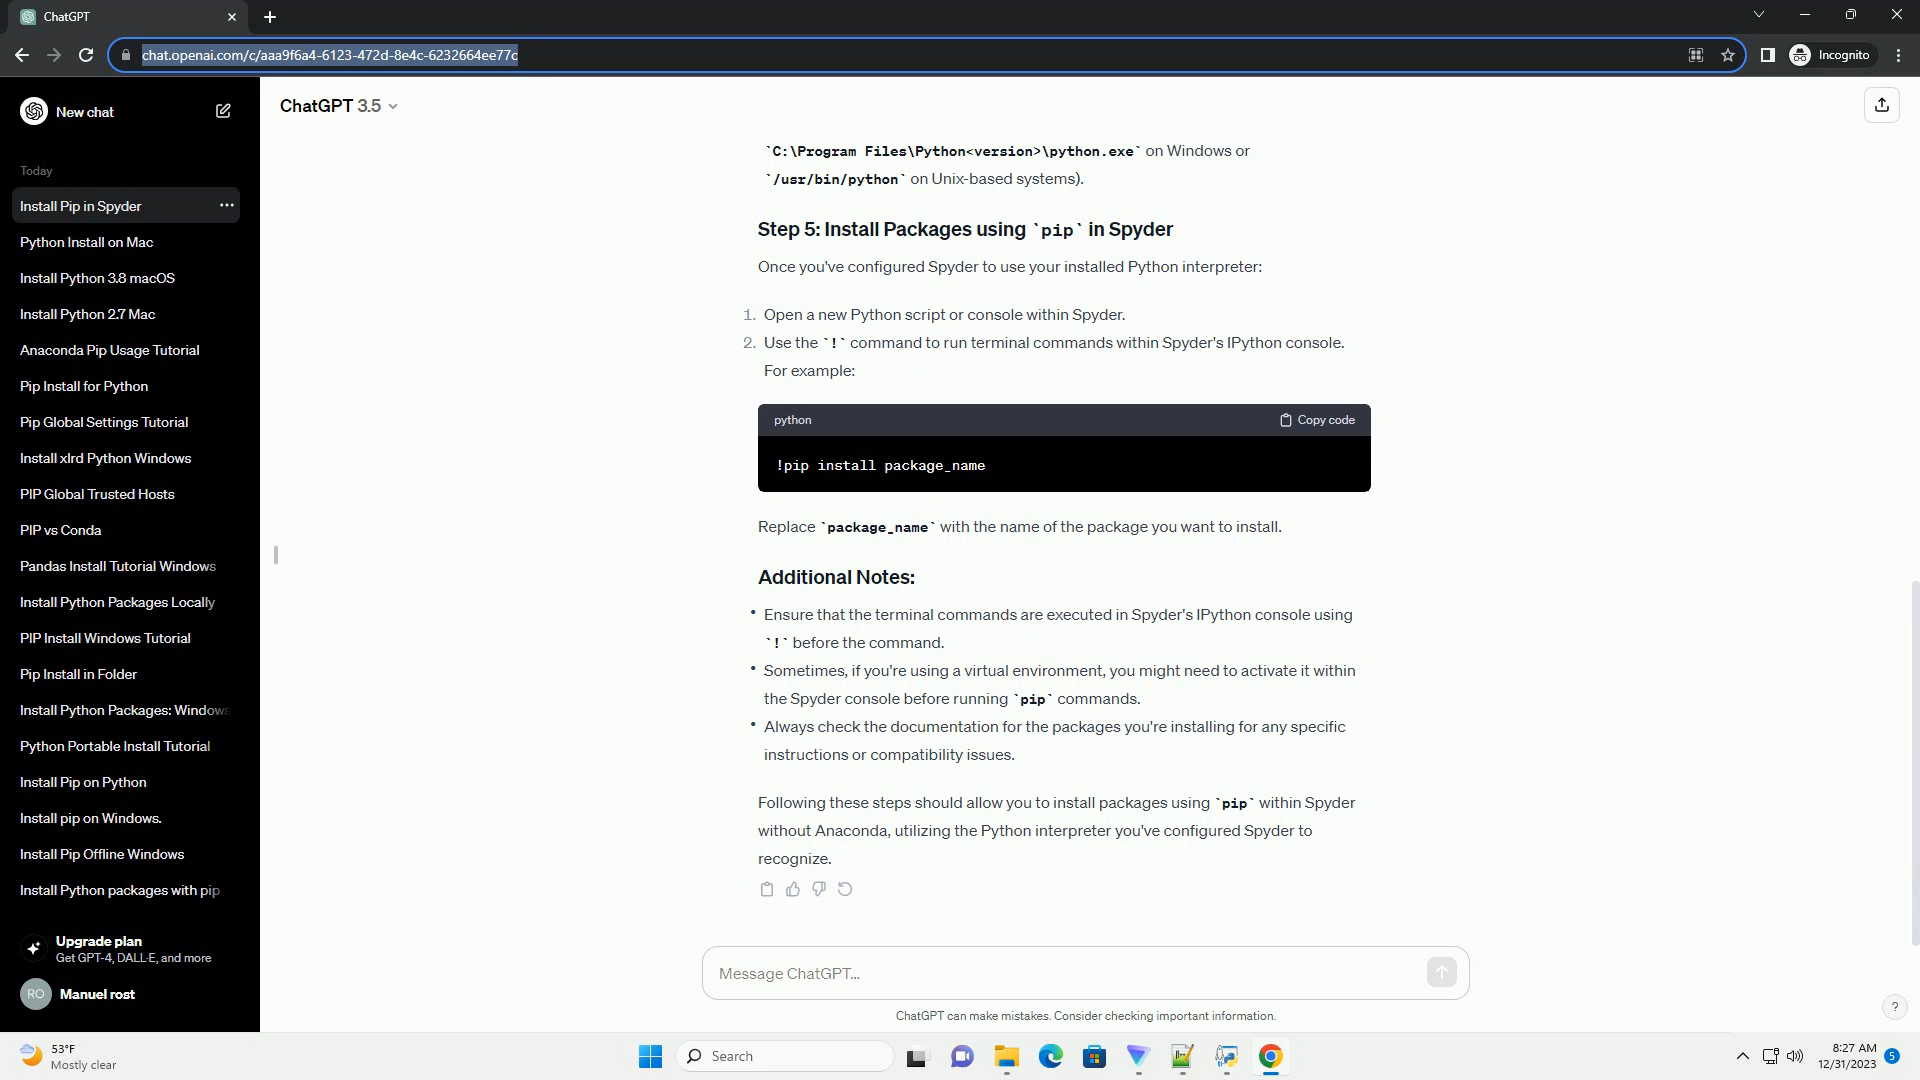 ChatGPT
chat.openai.com/c/aaa9f6a4-6123-472d-8e4c-6232664ee77c
Incognito
New chat
Today
Install Pip in Spyder
Python Install on Mac
Install Python 3.8 macOS
Install Python 2.7 Mac
Anaconda Pip Usage Tutorial
Pip Install for Python
Pip Global Settings Tutorial
Install xlrd Python Windows
PIP Global Trusted Hosts
PIP vs Conda
Pandas Install Tutorial Windows
Install Python Packages Locally
PIP Install Windows Tutorial
Pip Install in Folder
Install Python Packages: Windows
Python Portable Install Tutorial
Install Pip on Python
Install pip on Windows.
Install Pip Offline Windows
Install Python packages with pip
Upgrade plan
Get GPT-4, DALL·E, and more
RO Manuel rost
ChatGPT 3.5
`C:\Program Files\Python<version>\python.exe` on Windows or
`/usr/bin/python` on Unix-based systems).
Step 5: Install Packages using `pip` in Spyder
Once you've configured Spyder to use your installed Python interpreter:
1. Open a new Python script or console within Spyder.
2. Use the `!` command to run terminal commands within Spyder's IPython console.
For example:
python Copy code
!pip install package_name
Replace `package_name` with the name of the package you want to install.
Additional Notes:
• Ensure that the terminal commands are executed in Spyder's IPython console using
`!` before the command.
• Sometimes, if you're using a virtual environment, you might need to activate it within
the Spyder console before running `pip` commands.
• Always check the documentation for the packages you're installing for any specific
instructions or compatibility issues.
Following these steps should allow you to install packages using `pip` within Spyder
without Anaconda, utilizing the Python interpreter you've configured Spyder to
recognize.
Message ChatGPT...
ChatGPT can make mistakes. Consider checking important information.
?
53°F
Mostly clear
Search
8:27 AM
12/31/2023
5